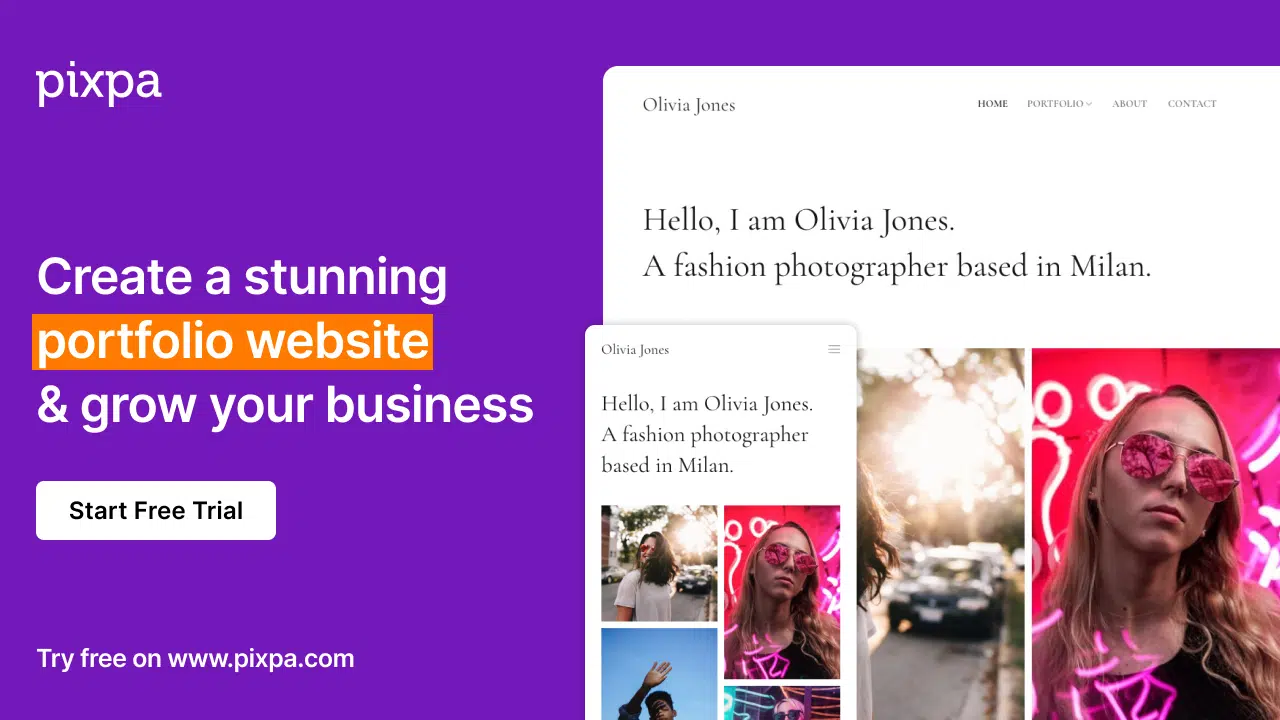 pixpa
Create a stunning
portfolio website
& grow your business
Start Free Trial
Try free on www.pixpa.com
Olivia Jones
HOME PORTFOLIO ABOUT CONTACT
Hello, I am Olivia Jones.
A fashion photographer based in Milan.
Olivia Jones
Hello, I am Olivia Jones.
A fashion photographer
based in Milan.